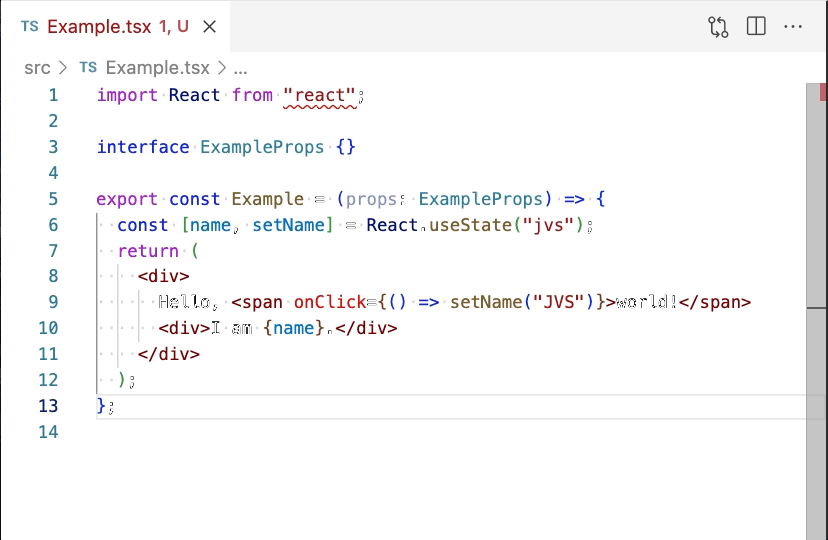 TS Example.tsx 1, U
src > TS Example.tsx > ...
1 import React from "react";
2
3 interface ExampleProps {}
4
5 export const Example = (props: ExampleProps) => {
6 const [name, setName] = React.useState("jvs");
7 return (
8 <div>
9 Hello, <span onClick={() => setName("JVS")}>world!</span>
10 <div>I am {name}.</div>
11 </div>
12 );
13 };
14